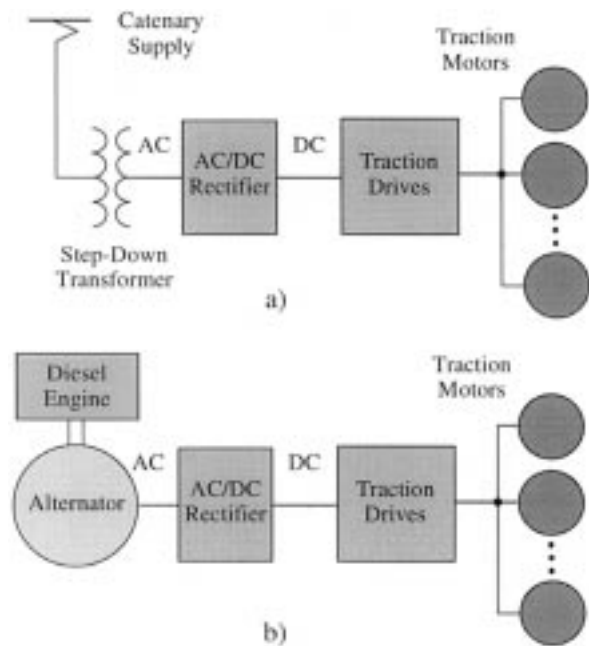 Catenary
Supply
Traction
Motors
AC
AC/DC
Rectifier
DC
Traction
Drives
Step-Down
Transformer
a)
Diesel
Engine
Traction
Motors
Alternator
AC
AC/DC
Rectifier
DC
Traction
Drives
b)